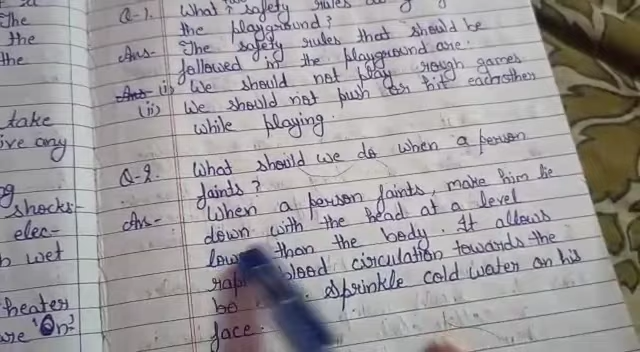 The
the
the
take
ive any
shocks
elec-
wet
heater
are 'On'
Q-1. What safety rules
the playground?
Ans- The safety rules that should be
followed in the playground are.
(i) We should not play rough games
(ii) We should not push or hit eachother
while playing.
Q-2. What should we do when a person
faints?
Ans- When a person faints, make him lie
down with the head at a level
than the body. It allows
blood circulation towards the
Sprinkle cold water on his
face.